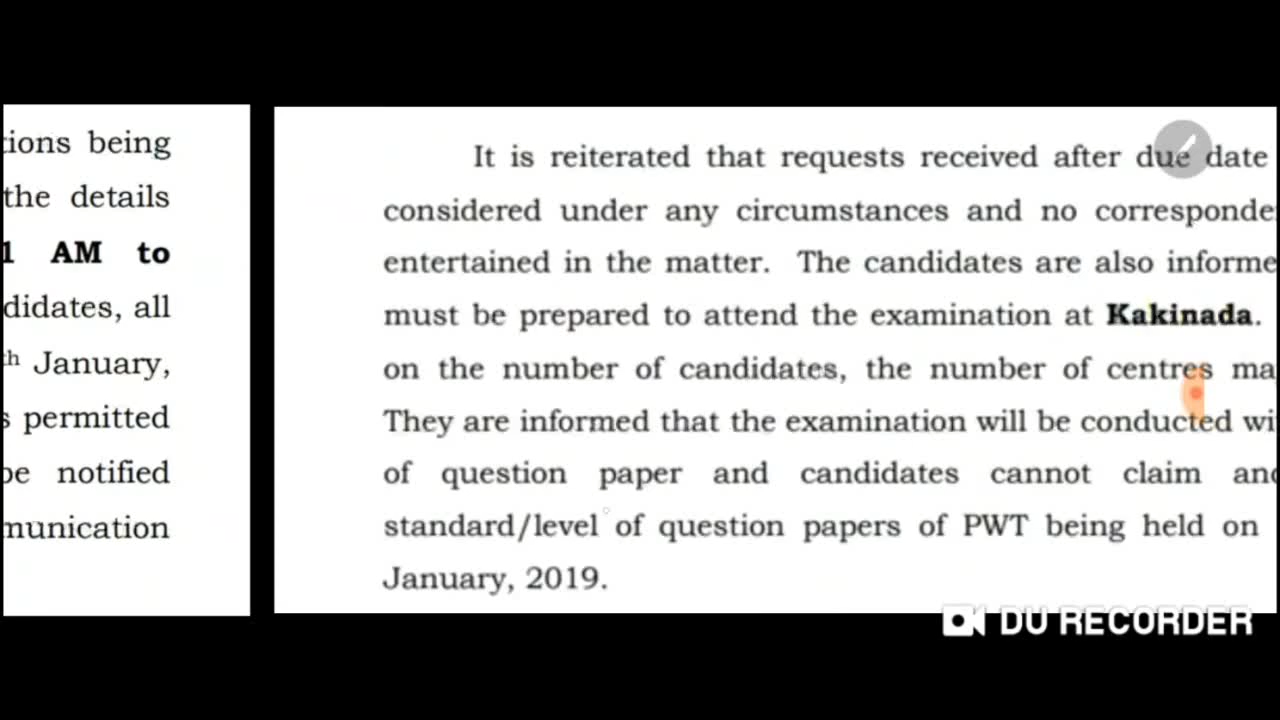 tions being
the details
1 AM to
didates, all
th January,
s permitted
be notified
munication
It is reiterated that requests received after due date
considered under any circumstances and no corresponde
entertained in the matter. The candidates are also informe
must be prepared to attend the examination at Kakinada.
on the number of candidates, the number of centres ma
They are informed that the examination will be conducted wi
of question paper and candidates cannot claim and
standard/level of question papers of PWT being held on
January, 2019.
DU RECORDER